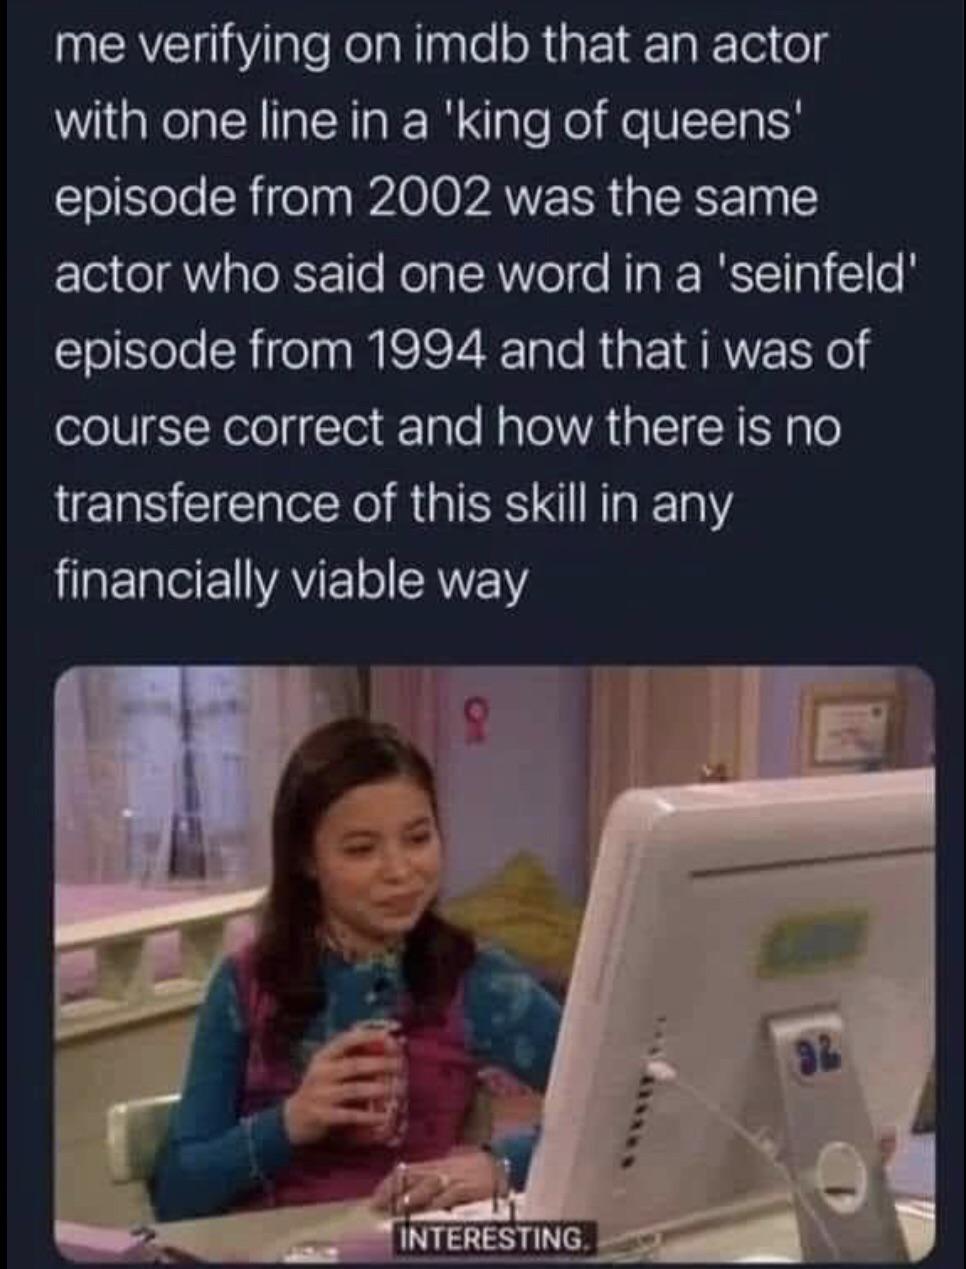 me verifying on imdb that an actor
with one line in a 'king of queens'
episode from 2002 was the same
actor who said one word in a 'seinfeld'
episode from 1994 and that i was of
course correct and how there is no
transference of this skill in any
financially viable way
92
INTERESTING.